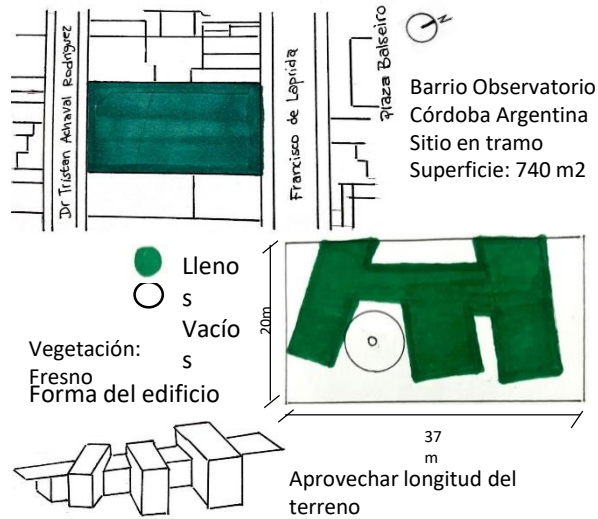 Dr Tristan Achaval Rodriguez
Francisco de Laprida
Plaza Balseiro
N
Barrio Observatorio
Córdoba Argentina
Sitio en tramo
Superficie: 740 m2
Lleno
s
Vacío
s
Vegetación:
Fresno
Forma del edificio
20m
37
m
Aprovechar longitud del
terreno